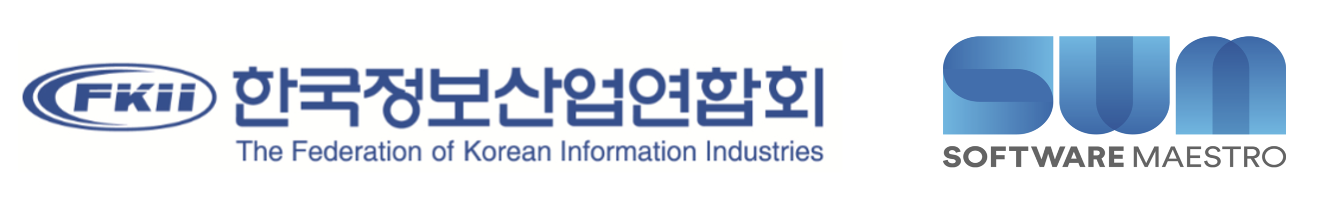 FKii 한국정보산업연합회
The Federation of Korean Information Industries
SWM
SOFTWARE MAESTRO